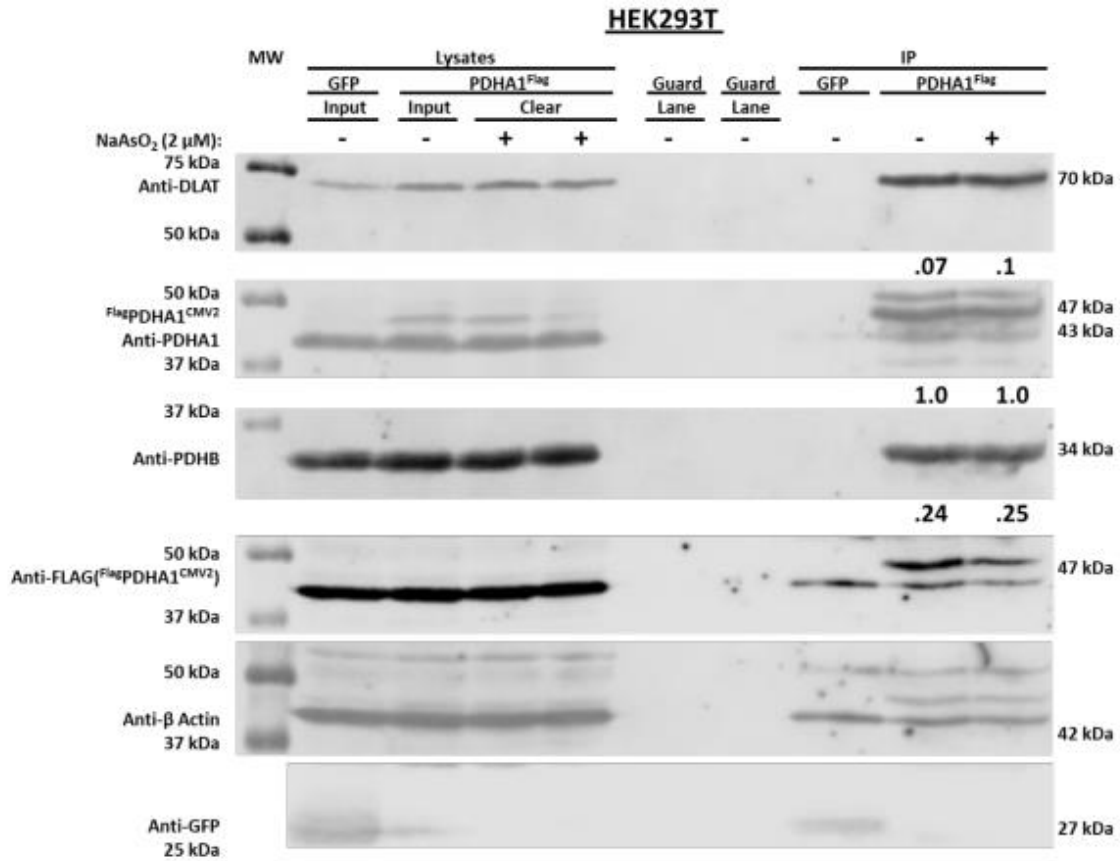 HEK293T
MW Lysates IP
GFP PDHA1Flag Guard Guard GFP PDHA1Flag
Input Input Clear Lane Lane
NaAsO₂ (2 µM): - - + + - - - - +
75 kDa
Anti-DLAT 70 kDa
50 kDa
.07 .1
50 kDa
FlagPDHA1CMV2 47 kDa
Anti-PDHA1 43 kDa
37 kDa
1.0 1.0
37 kDa
Anti-PDHB 34 kDa
.24 .25
50 kDa
Anti-FLAG(FlagPDHA1CMV2) 47 kDa
37 kDa
50 kDa
Anti-β Actin
37 kDa 42 kDa
Anti-GFP 27 kDa
25 kDa